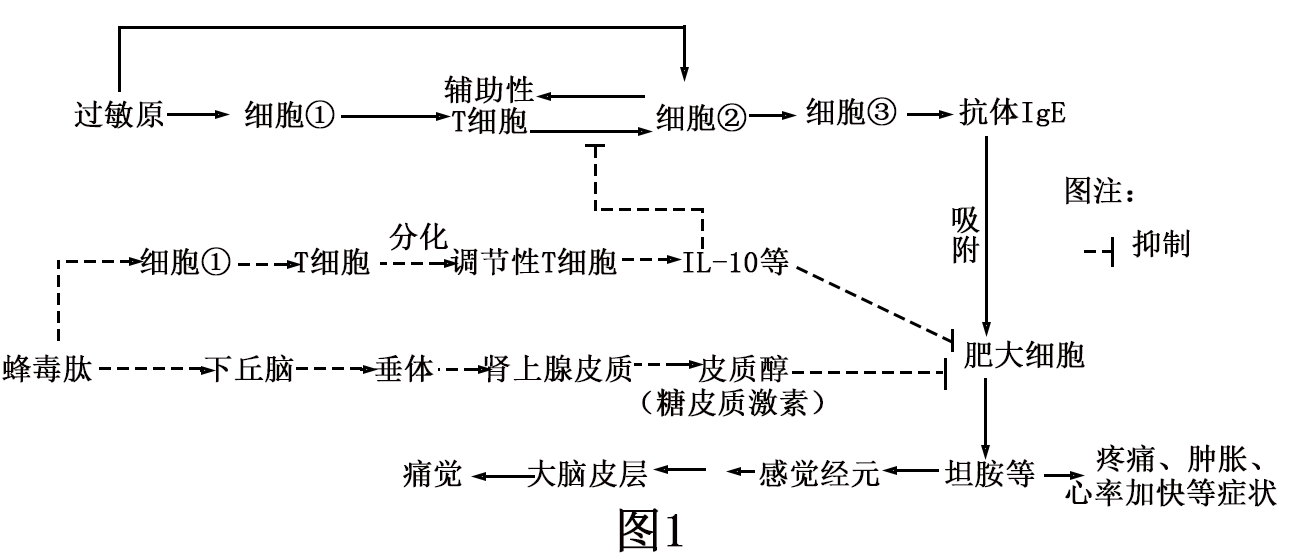 辅助性
过敏原 细胞① T细胞 细胞② 细胞③ 抗体IgE
图注：
吸附
抑制
分化
细胞① T细胞 调节性T细胞 IL-10等
肥大细胞
蜂毒肽 下丘脑 垂体 肾上腺皮质 皮质醇
（糖皮质激素）
痛觉 大脑皮层 感觉经元 坦胺等 疼痛、肿胀、
心率加快等症状
图1